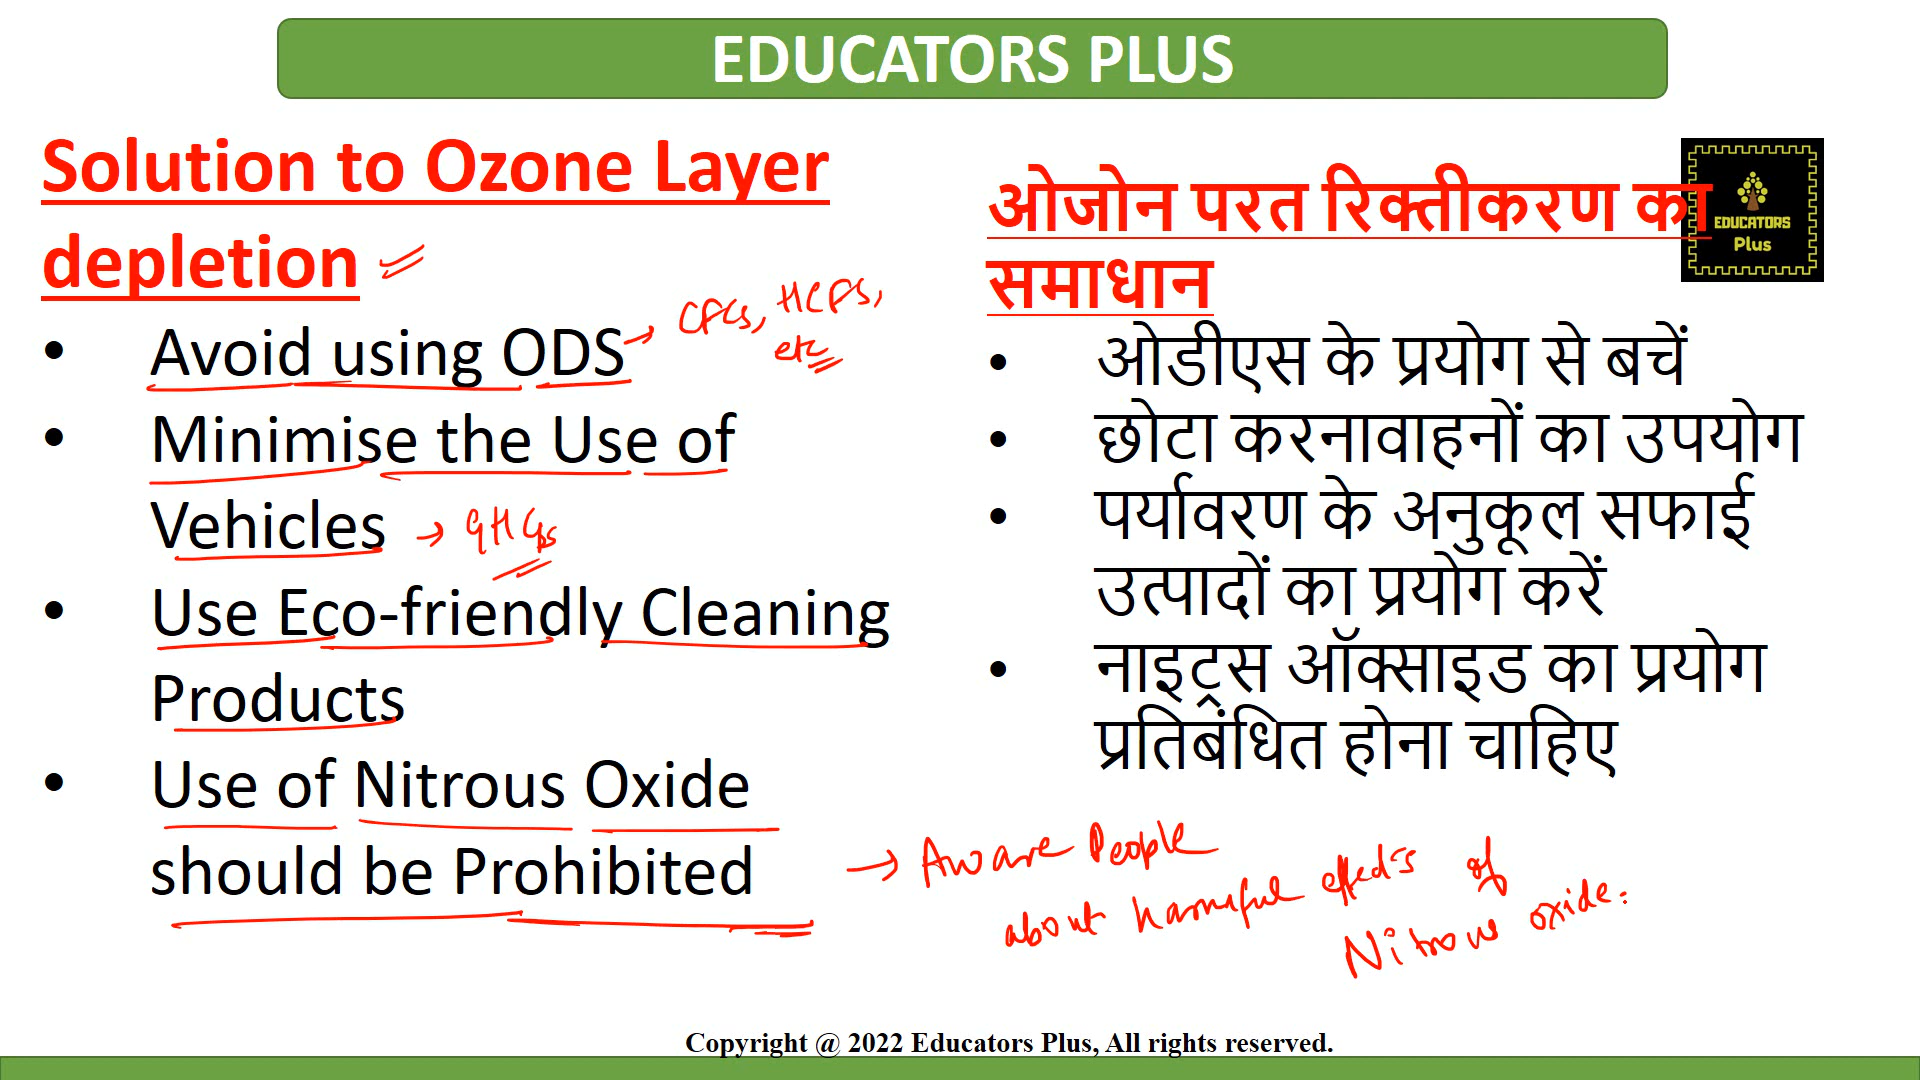 EDUCATORS PLUS
Solution to Ozone Layer
depletion
• Avoid using ODS → CFCs, HCFS,
etc
• Minimise the Use of
Vehicles → GHGs
• Use Eco-friendly Cleaning
Products
• Use of Nitrous Oxide
should be Prohibited
→ Aware People
about harmful effects of
Nitrous oxide.
ओजोन परत रिक्तीकरण का
समाधान
• ओडीएस के प्रयोग से बचें
• छोटा करनावाहनों का उपयोग
• पर्यावरण के अनुकूल सफाई
उत्पादों का प्रयोग करें
• नाइट्रस ऑक्साइड का प्रयोग
प्रतिबंधित होना चाहिए
EDUCATORS
Plus
Copyright @ 2022 Educators Plus, All rights reserved.